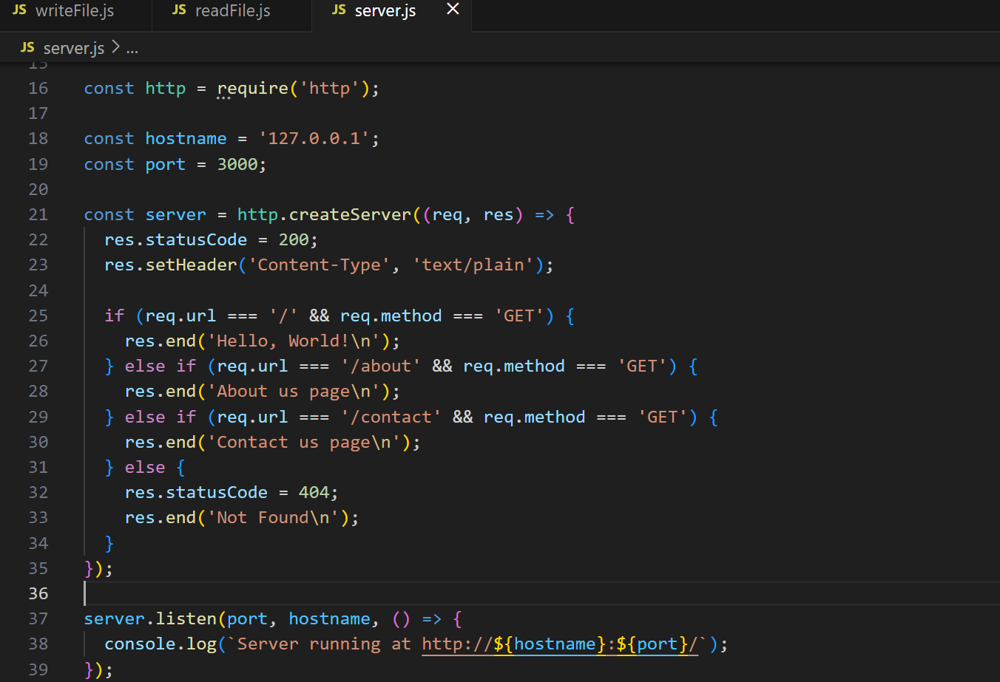 JS writeFile.js JS readFile.js JS server.js ×
JS server.js > ...
15
16 const http = require('http');
17
18 const hostname = '127.0.0.1';
19 const port = 3000;
20
21 const server = http.createServer((req, res) => {
22   res.statusCode = 200;
23   res.setHeader('Content-Type', 'text/plain');
24
25   if (req.url === '/' && req.method === 'GET') {
26     res.end('Hello, World!\n');
27   } else if (req.url === '/about' && req.method === 'GET') {
28     res.end('About us page\n');
29   } else if (req.url === '/contact' && req.method === 'GET') {
30     res.end('Contact us page\n');
31   } else {
32     res.statusCode = 404;
33     res.end('Not Found\n');
34   }
35 });
36
37 server.listen(port, hostname, () => {
38   console.log(`Server running at http://${hostname}:${port}/`);
39 });